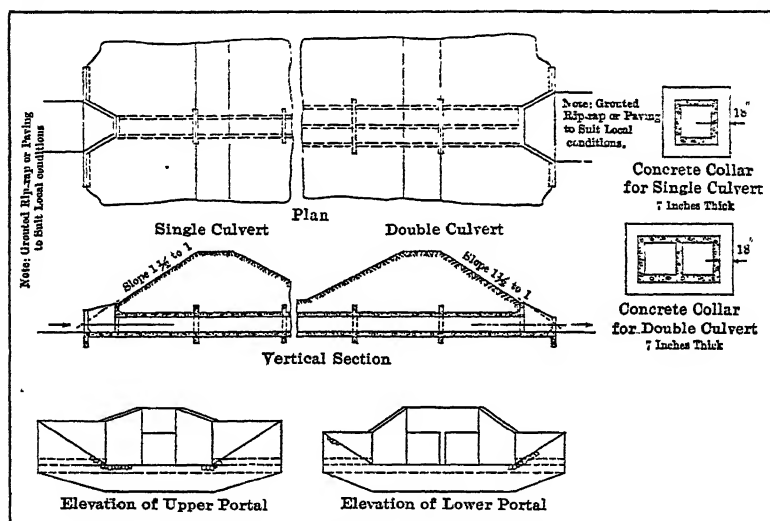 Note: Grouted Rip-rap or Paving
to Suit Local conditions
Note: Grouted
Rip-rap or Paving
to Suit Local
conditions.
18"
Concrete Collar
for Single Culvert
7 Inches Thick
Plan
Single Culvert
Double Culvert
Slope 1½ to 1
Slope 1½ to 1
18"
Concrete Collar
for Double Culvert
7 Inches Thick
Vertical Section
Elevation of Upper Portal
Elevation of Lower Portal